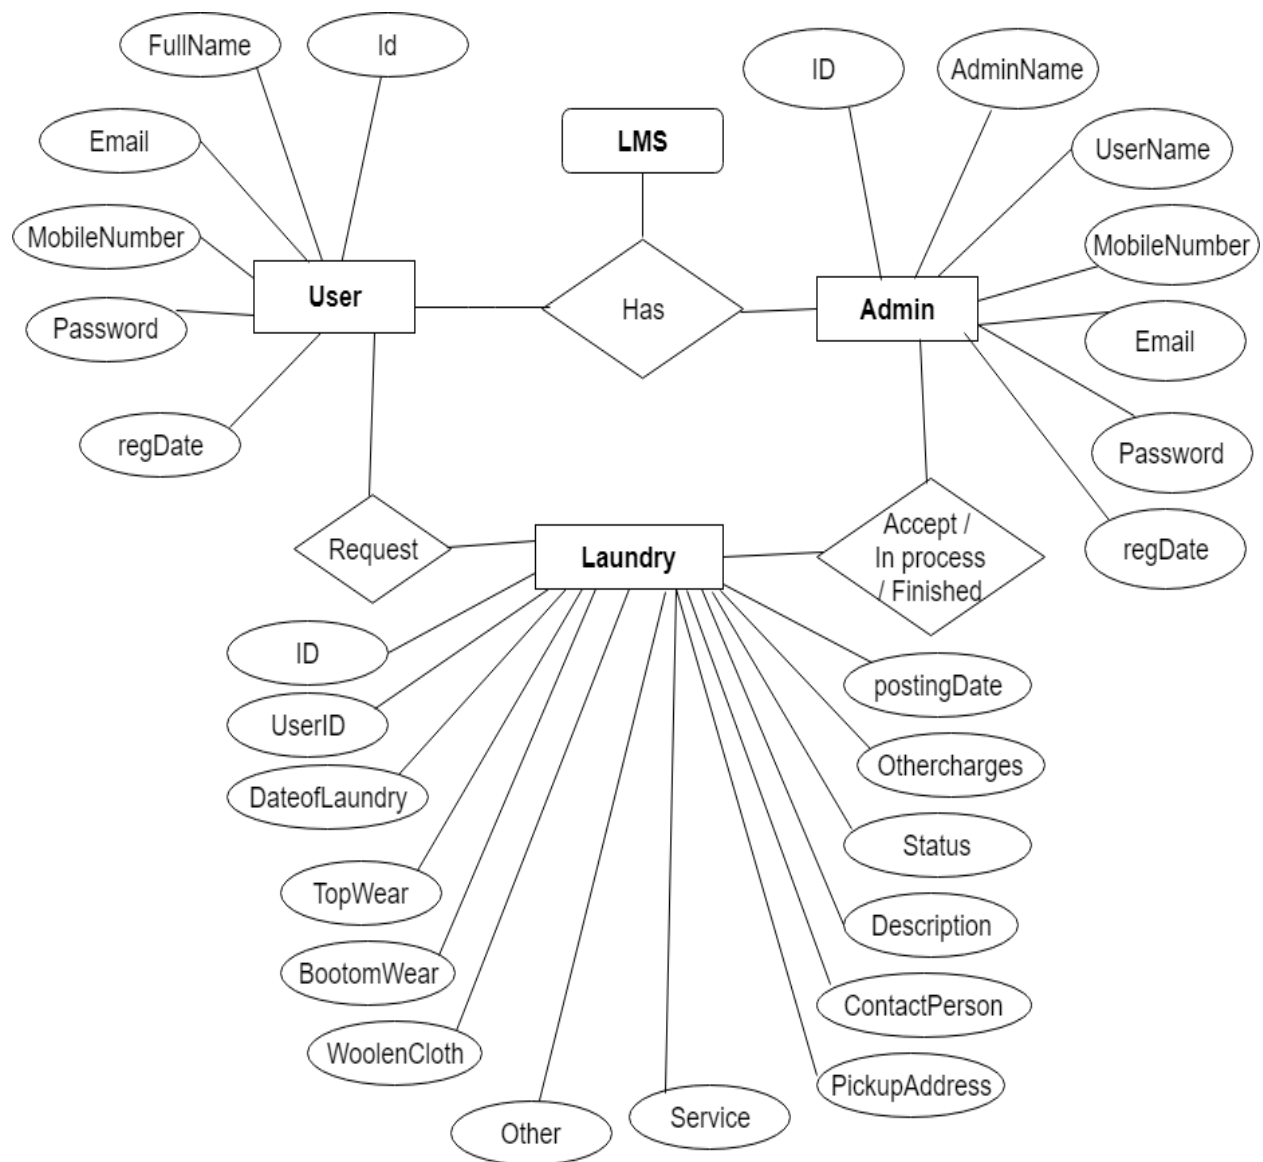 FullName
Id
ID
AdminName
Email
LMS
UserName
MobileNumber
MobileNumber
User
Has
Admin
Password
Email
regDate
Password
Request
Laundry
Accept /
In process
/ Finished
regDate
ID
postingDate
UserID
Othercharges
DateofLaundry
Status
TopWear
Description
BootomWear
ContactPerson
WoolenCloth
PickupAddress
Other
Service